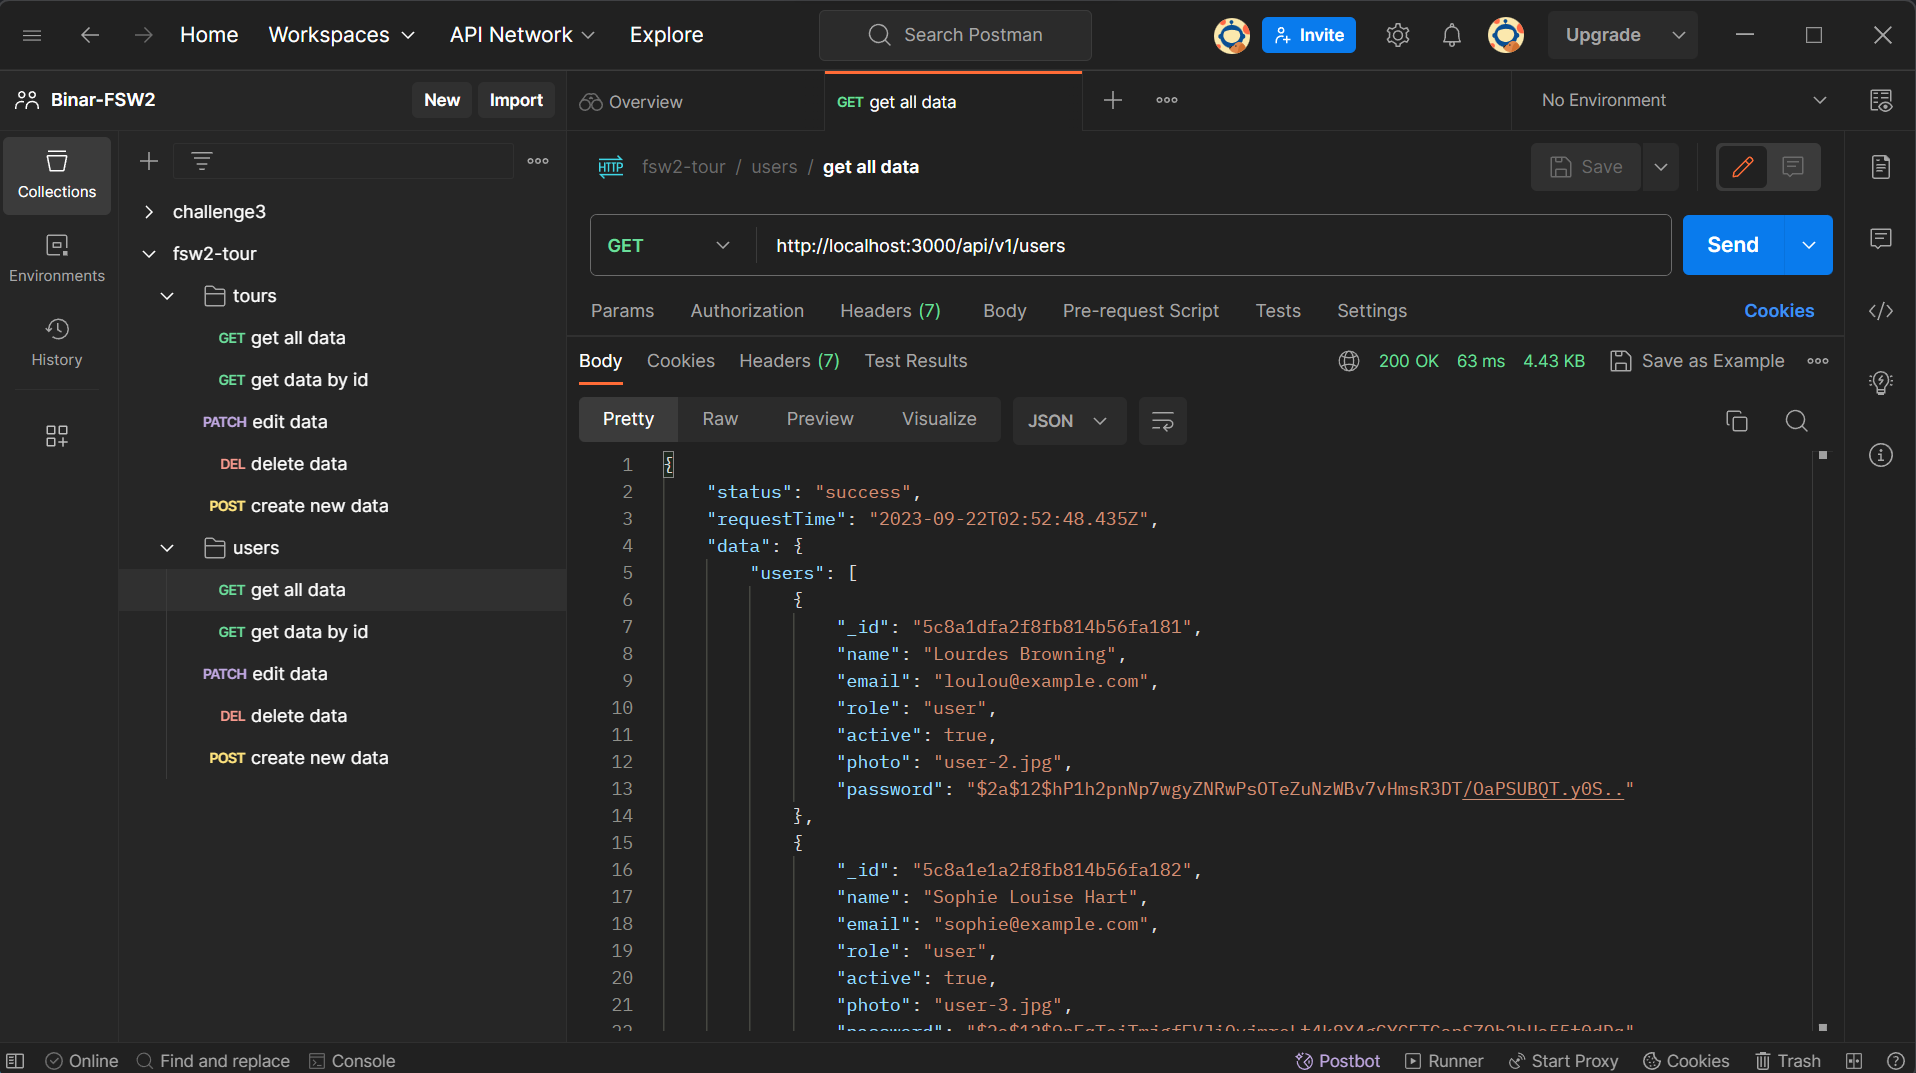 Home Workspaces API Network Explore Search Postman Invite Upgrade
Binar-FSW2 New Import Overview GET get all data No Environment
Collections
Environments
History
challenge3
fsw2-tour
tours
GET get all data
GET get data by id
PATCH edit data
DEL delete data
POST create new data
users
GET get all data
GET get data by id
PATCH edit data
DEL delete data
POST create new data
HTTP fsw2-tour / users / get all data Save
GET http://localhost:3000/api/v1/users Send
Params Authorization Headers (7) Body Pre-request Script Tests Settings Cookies
Body Cookies Headers (7) Test Results 200 OK 63 ms 4.43 KB Save as Example
Pretty Raw Preview Visualize JSON
1 {
2 "status": "success",
3 "requestTime": "2023-09-22T02:52:48.435Z",
4 "data": {
5 "users": [
6 {
7 "_id": "5c8a1dfa2f8fb814b56fa181",
8 "name": "Lourdes Browning",
9 "email": "loulou@example.com",
10 "role": "user",
11 "active": true,
12 "photo": "user-2.jpg",
13 "password": "$2a$12$hP1h2pnNp7wgyZNRwPsOTeZuNzWBv7vHmsR3DT/OaPSUBQT.y0S.."
14 },
15 {
16 "_id": "5c8a1e1a2f8fb814b56fa182",
17 "name": "Sophie Louise Hart",
18 "email": "sophie@example.com",
19 "role": "user",
20 "active": true,
21 "photo": "user-3.jpg",
22 "password":
Online Find and replace Console Postbot Runner Start Proxy Cookies Trash